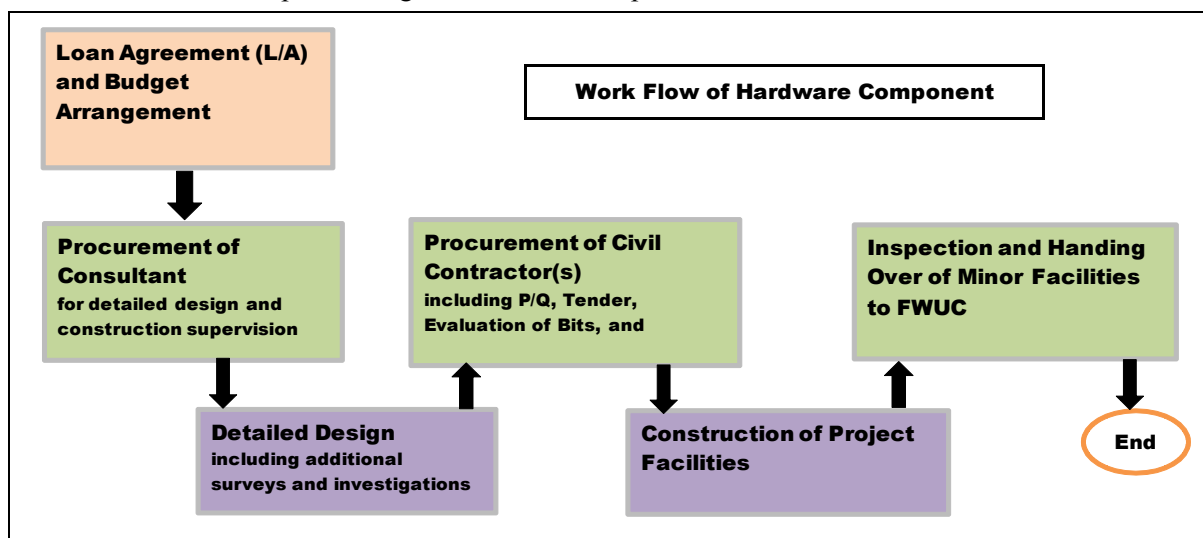 Loan Agreement (L/A)
and Budget
Arrangement
Work Flow of Hardware Component
Procurement of
Consultant
for detailed design and
construction supervision
Procurement of Civil
Contractor(s)
including P/Q, Tender,
Evaluation of Bits, and
Inspection and Handing
Over of Minor Facilities
to FWUC
Detailed Design
including additional
surveys and investigations
Construction of Project
Facilities
End